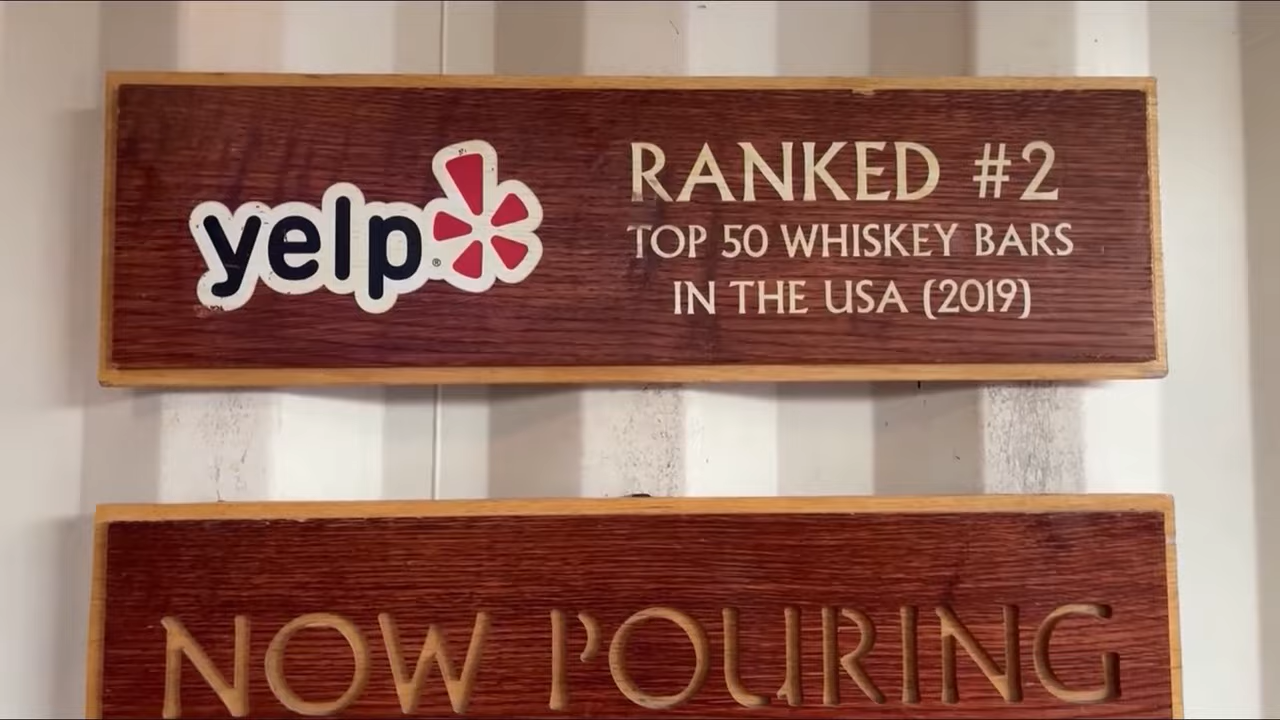 yelp
RANKED #2
TOP 50 WHISKEY BARS
IN THE USA (2019)
NOW POURING